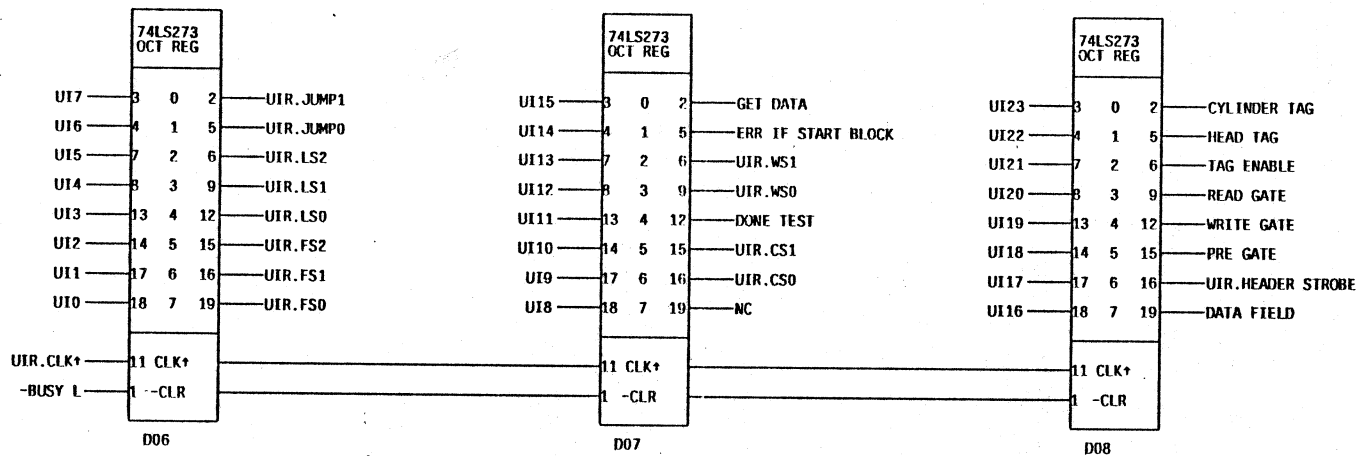 74LS273
OCT REG
UI7 3 0 2 UIR.JUMP1
UI6 4 1 5 UIR.JUMP0
UI5 7 2 6 UIR.LS2
UI4 8 3 9 UIR.LS1
UI3 13 4 12 UIR.LS0
UI2 14 5 15 UIR.FS2
UI1 17 6 16 UIR.FS1
UI0 18 7 19 UIR.FS0
UIR.CLK↑ 11 CLK↑
-BUSY L 1 -CLR
D06
74LS273
OCT REG
UI15 3 0 2 GET DATA
UI14 4 1 5 ERR IF START BLOCK
UI13 7 2 6 UIR.WS1
UI12 8 3 9 UIR.WS0
UI11 13 4 12 DONE TEST
UI10 14 5 15 UIR.CS1
UI9 17 6 16 UIR.CS0
UI8 18 7 19 NC
11 CLK↑
1 -CLR
D07
74LS273
OCT REG
UI23 3 0 2 CYLINDER TAG
UI22 4 1 5 HEAD TAG
UI21 7 2 6 TAG ENABLE
UI20 8 3 9 READ GATE
UI19 13 4 12 WRITE GATE
UI18 14 5 15 PRE GATE
UI17 17 6 16 UIR.HEADER STROBE
UI16 18 7 19 DATA FIELD
11 CLK↑
1 -CLR
D08